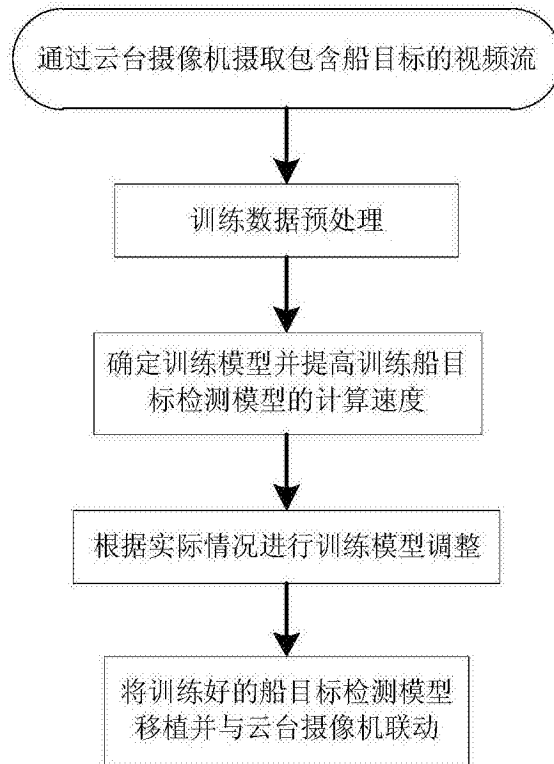 通过云台摄像机摄取包含船目标的视频流
训练数据预处理
确定训练模型并提高训练船目
标检测模型的计算速度
根据实际情况进行训练模型调整
将训练好的船目标检测模型
移植并与云台摄像机联动